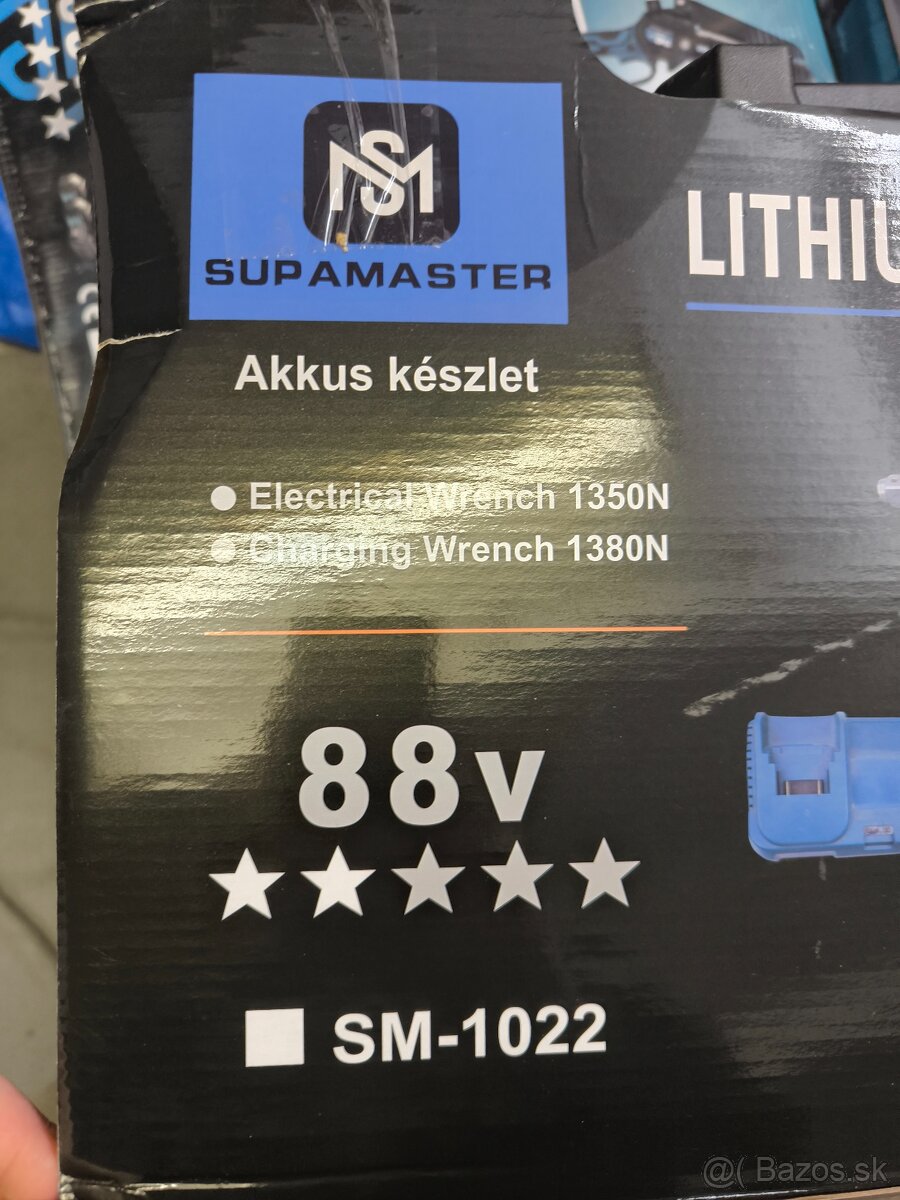 SM
SUPAMASTER
LITHIU
Akkus készlet
Electrical Wrench 1350N
Charging Wrench 1380N
88v
SM-1022
@( Bazos.sk